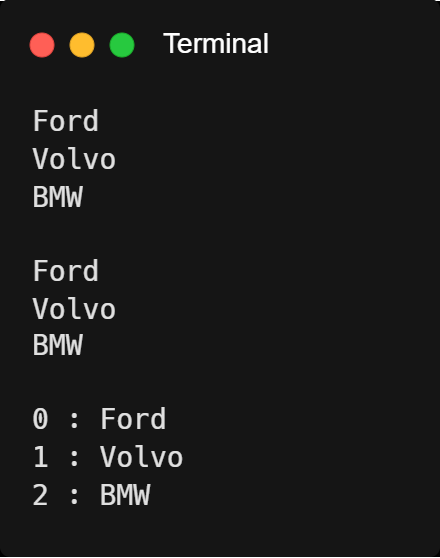 Terminal
Ford
Volvo
BMW
Ford
Volvo
BMW
0 : Ford
1 : Volvo
2 : BMW